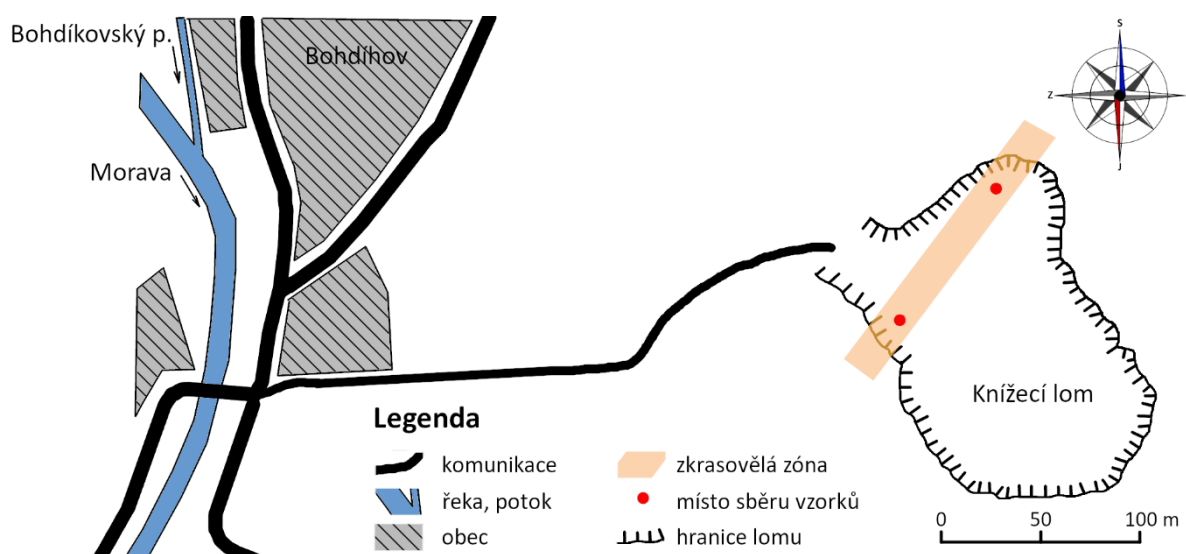 Bohdíkovský p.
Bohdíhov
Morava
S
Z
J
Knížecí lom
Legenda
komunikace
řeka, potok
obec
zkrasovělá zóna
místo sběru vzorků
hranice lomu
0 50 100 m